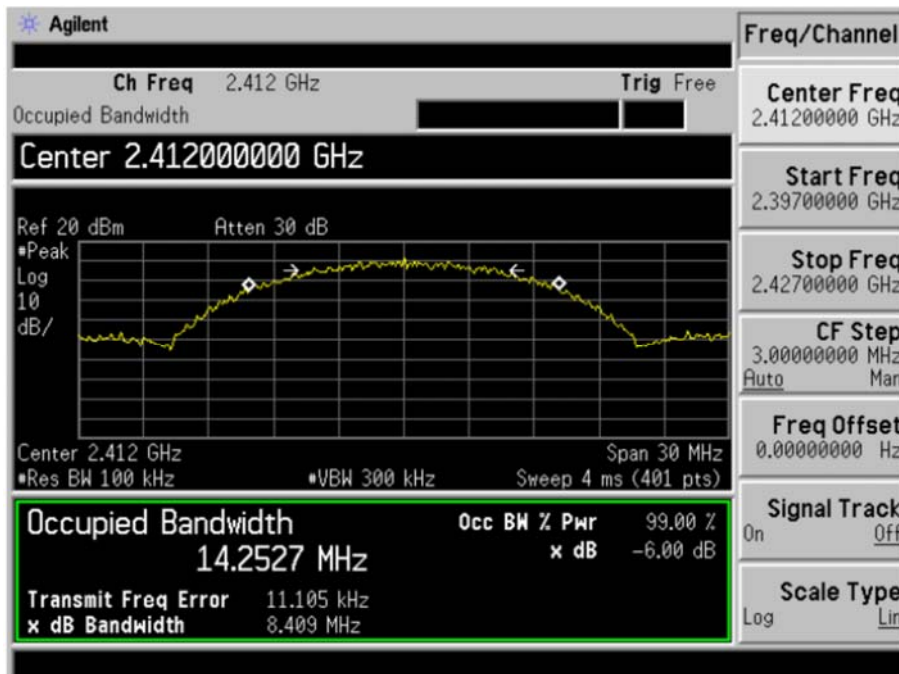 Agilent
Freq/Channel
Ch Freq 2.412 GHz Trig Free
Occupied Bandwidth
Center 2.412000000 GHz
Center Freq
2.41200000 GHz
Start Freq
2.39700000 GHz
Stop Freq
2.42700000 GHz
CF Step
3.00000000 MHz
Auto Man
Freq Offset
0.00000000 Hz
Signal Track
On Off
Scale Type
Log Lin
Ref 20 dBm Atten 30 dB
#Peak
Log
10
dB/
Center 2.412 GHz Span 30 MHz
#Res BW 100 kHz #VBW 300 kHz Sweep 4 ms (401 pts)
Occupied Bandwidth Occ BW % Pwr 99.00 %
14.2527 MHz x dB -6.00 dB
Transmit Freq Error 11.105 kHz
x dB Bandwidth 8.409 MHz